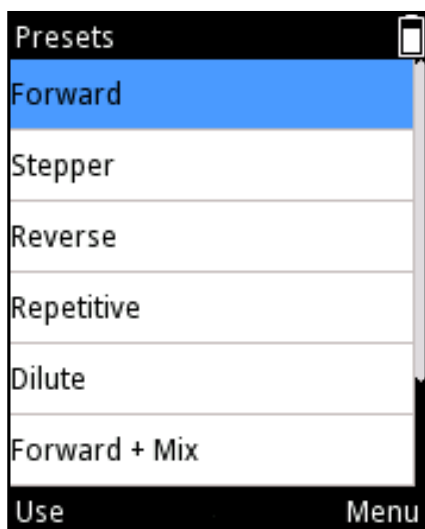 Presets
Forward
Stepper
Reverse
Repetitive
Dilute
Forward + Mix
Use Menu